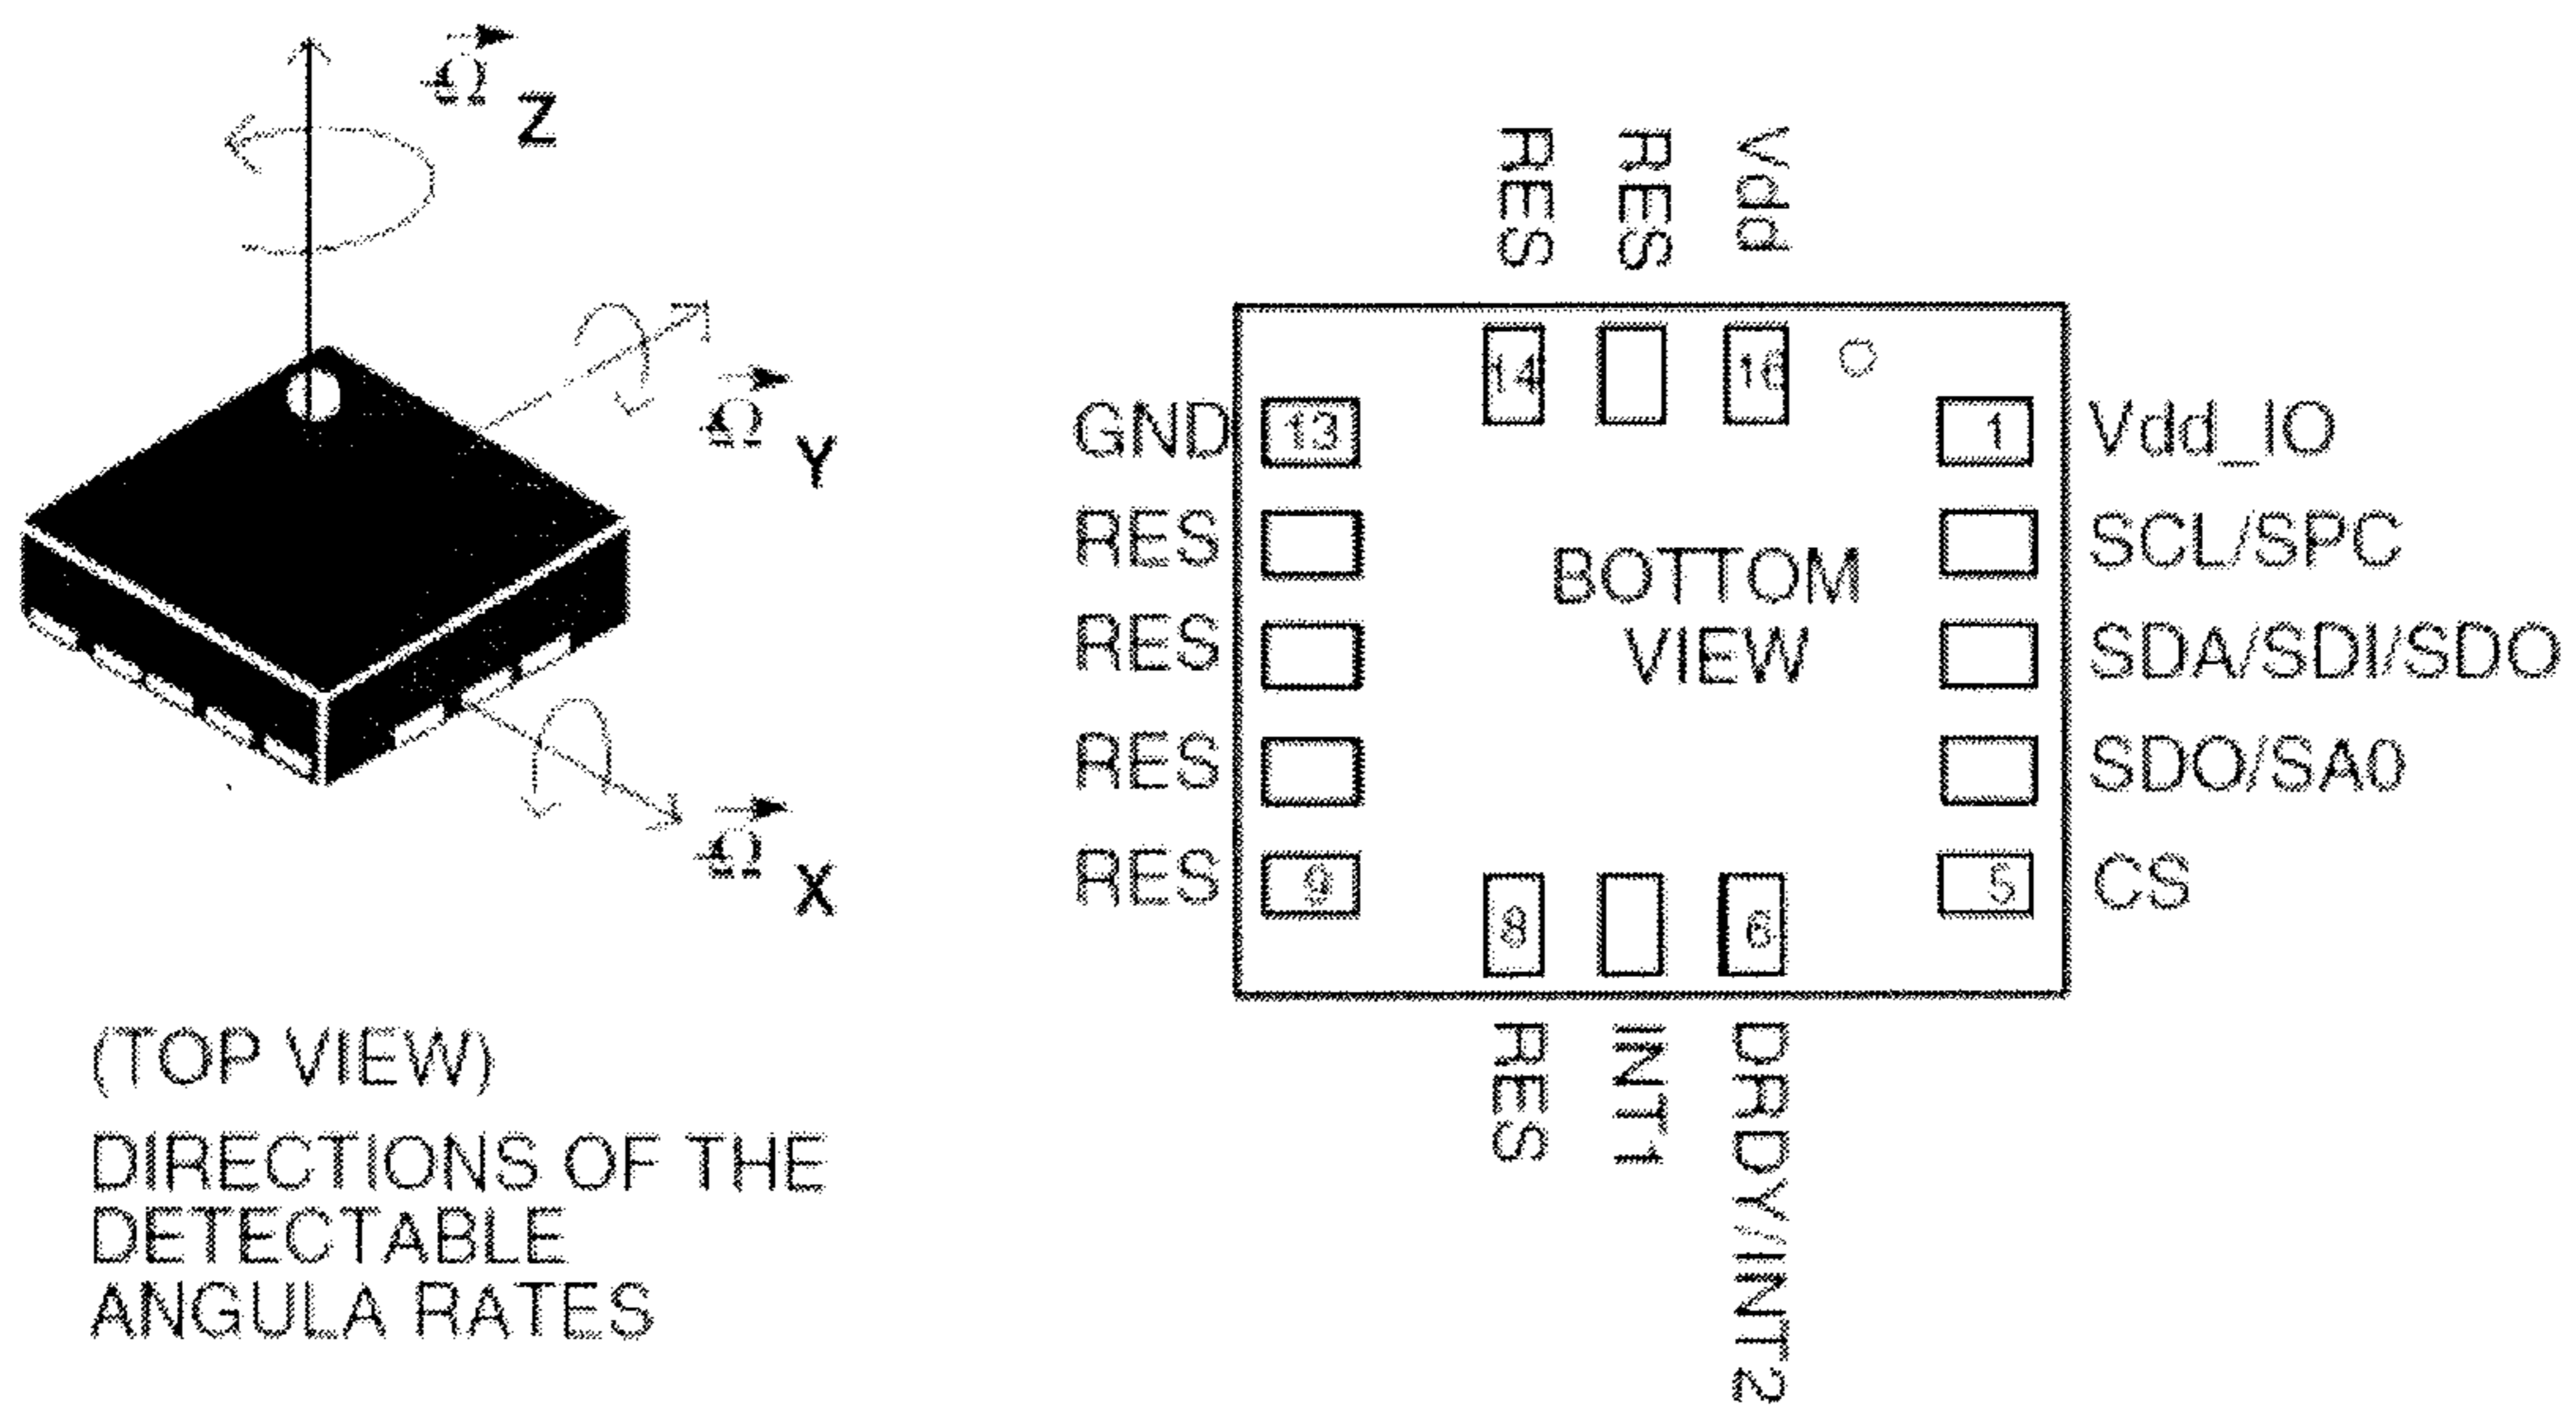 +Ω Z
+Ω Y
+Ω X
(TOP VIEW)
DIRECTIONS OF THE
DETECTABLE
ANGULA RATES
RES
RES
Vdd
14
16
GND
13
1
Vdd_IO
RES
SCL/SPC
BOTTOM
VIEW
RES
SDA/SDI/SDO
RES
SDO/SA0
RES
9
5
CS
8
6
RES
INT1
DRDY/INT2